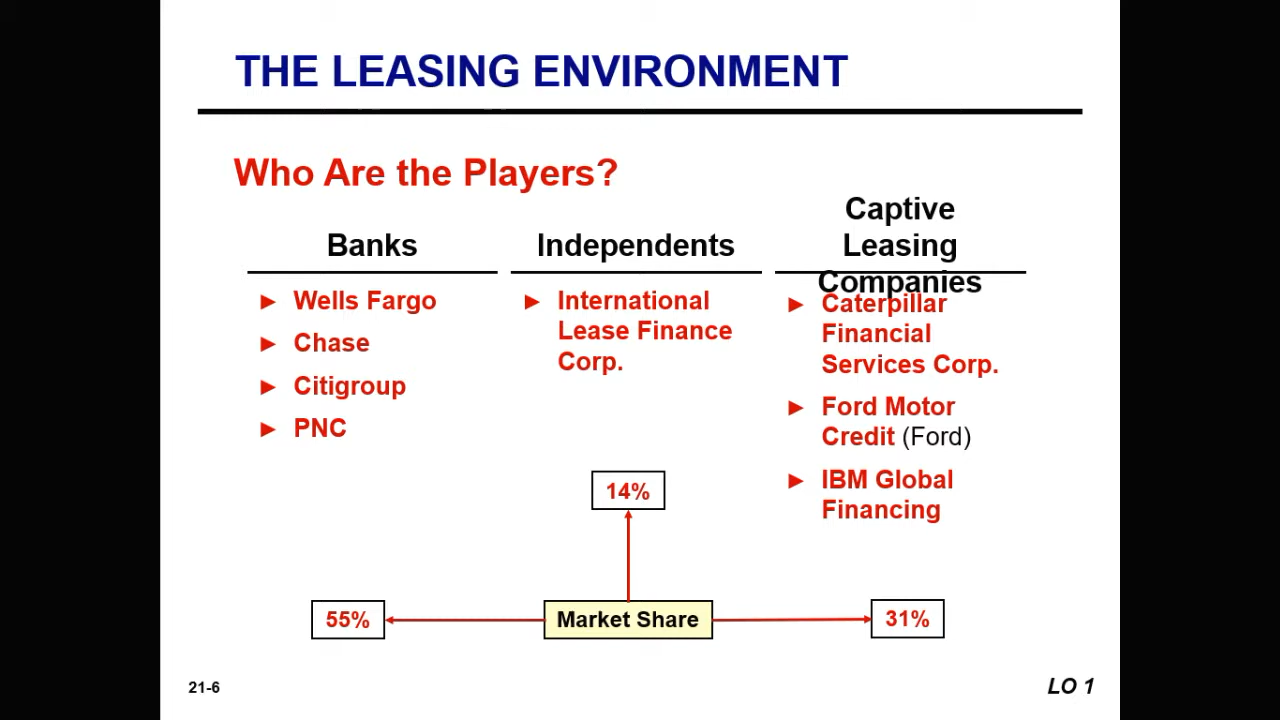 THE LEASING ENVIRONMENT
Who Are the Players?
Banks
► Wells Fargo
► Chase
► Citigroup
► PNC
Independents
► International
Lease Finance
Corp.
Captive
Leasing
Companies
► Caterpillar
Financial
Services Corp.
► Ford Motor
Credit (Ford)
► IBM Global
Financing
14%
55%
Market Share
31%
21-6
LO 1